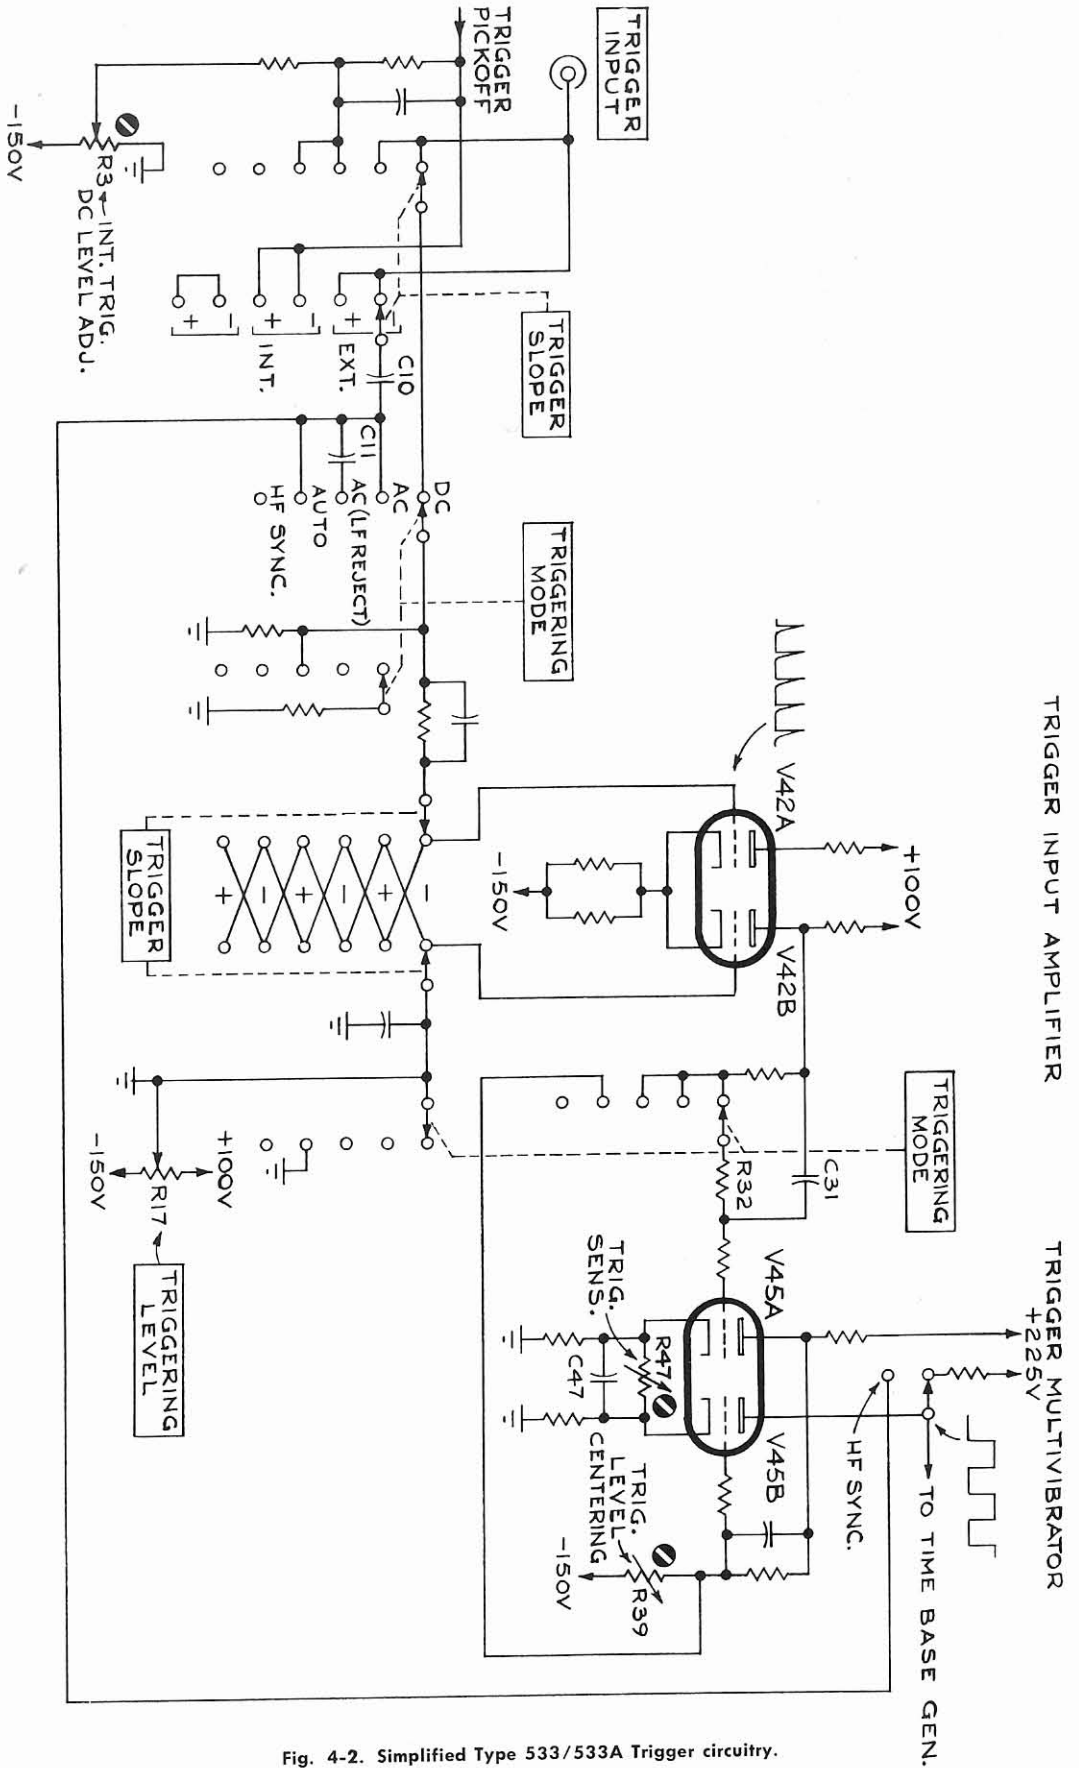 TRIGGER INPUT AMPLIFIER
TRIGGER MULTIVIBRATOR
TRIGGER
INPUT
TRIGGER
PICKOFF
-150V
R3
INT. TRIG.
DC LEVEL ADJ.
TRIGGER
SLOPE
-
+
EXT.
-
+
INT.
-
+
C10
C11
DC
AC
AC (LF REJECT)
AUTO
HF SYNC.
TRIGGERING
MODE
TRIGGER
SLOPE
-
+
-
+
-
+
V42A
V42B
+100V
-150V
TRIGGERING
MODE
C31
R32
+100V
-150V
R17
TRIGGERING
LEVEL
V45A
V45B
+225V
TRIG.
SENS.
R47
C47
TRIG.
LEVEL
CENTERING
R39
-150V
HF SYNC.
TO TIME BASE GEN.
Fig. 4-2. Simplified Type 533/533A Trigger circuitry.